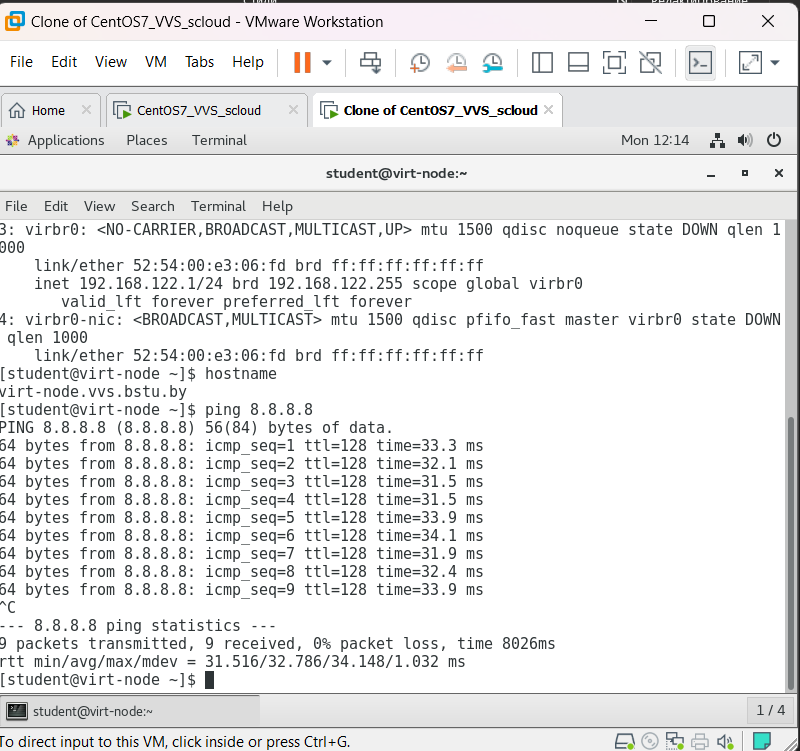 Clone of CentOS7_VVS_scloud - VMware Workstation
File Edit View VM Tabs Help
Home CentOS7_VVS_scloud Clone of CentOS7_VVS_scloud
Applications Places Terminal Mon 12:14
student@virt-node:~
File Edit View Search Terminal Help
3: virbr0: <NO-CARRIER,BROADCAST,MULTICAST,UP> mtu 1500 qdisc noqueue state DOWN qlen 1
000
link/ether 52:54:00:e3:06:fd brd ff:ff:ff:ff:ff:ff
inet 192.168.122.1/24 brd 192.168.122.255 scope global virbr0
valid_lft forever preferred_lft forever
4: virbr0-nic: <BROADCAST,MULTICAST> mtu 1500 qdisc pfifo_fast master virbr0 state DOWN
qlen 1000
link/ether 52:54:00:e3:06:fd brd ff:ff:ff:ff:ff:ff
[student@virt-node ~]$ hostname
virt-node.vvs.bstu.by
[student@virt-node ~]$ ping 8.8.8.8
PING 8.8.8.8 (8.8.8.8) 56(84) bytes of data.
64 bytes from 8.8.8.8: icmp_seq=1 ttl=128 time=33.3 ms
64 bytes from 8.8.8.8: icmp_seq=2 ttl=128 time=32.1 ms
64 bytes from 8.8.8.8: icmp_seq=3 ttl=128 time=31.5 ms
64 bytes from 8.8.8.8: icmp_seq=4 ttl=128 time=31.5 ms
64 bytes from 8.8.8.8: icmp_seq=5 ttl=128 time=33.9 ms
64 bytes from 8.8.8.8: icmp_seq=6 ttl=128 time=34.1 ms
64 bytes from 8.8.8.8: icmp_seq=7 ttl=128 time=31.9 ms
64 bytes from 8.8.8.8: icmp_seq=8 ttl=128 time=32.4 ms
64 bytes from 8.8.8.8: icmp_seq=9 ttl=128 time=33.9 ms
^C
--- 8.8.8.8 ping statistics ---
9 packets transmitted, 9 received, 0% packet loss, time 8026ms
rtt min/avg/max/mdev = 31.516/32.786/34.148/1.032 ms
[student@virt-node ~]$
student@virt-node:~ 1 / 4
To direct input to this VM, click inside or press Ctrl+G.